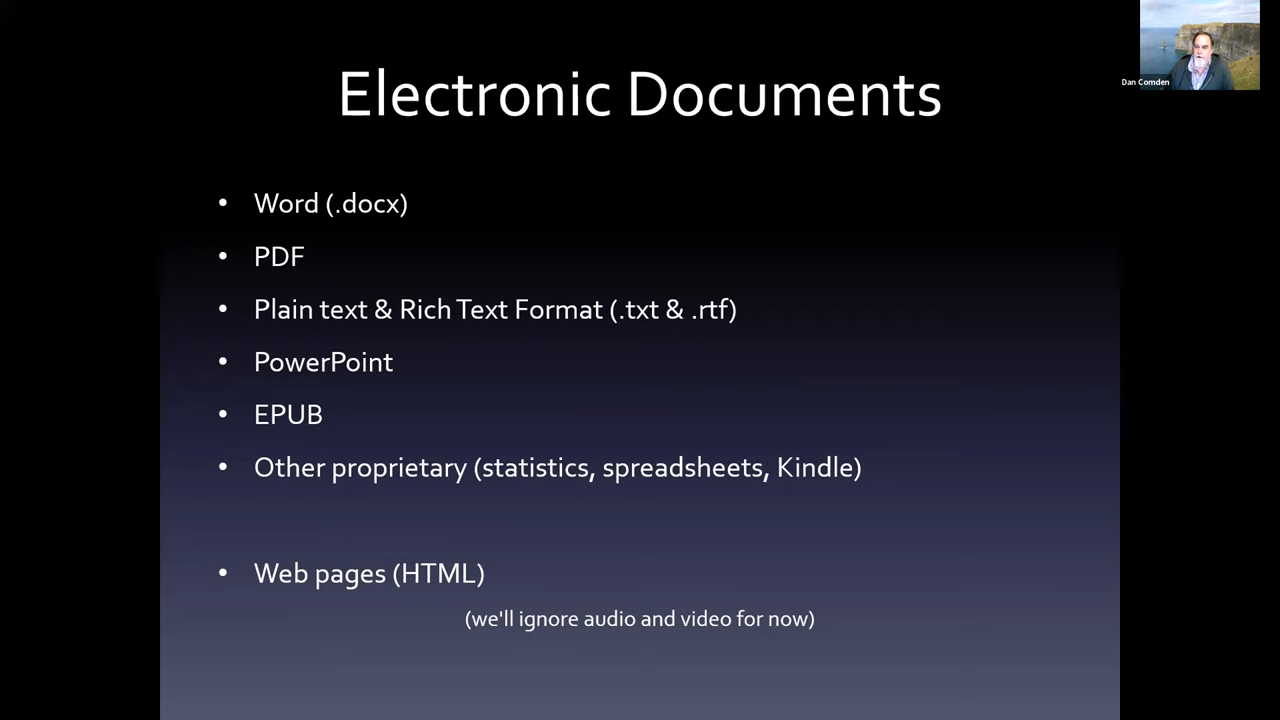 Electronic Documents
Dan Comden
• Word (.docx)
• PDF
• Plain text & Rich Text Format (.txt & .rtf)
• PowerPoint
• EPUB
• Other proprietary (statistics, spreadsheets, Kindle)
• Web pages (HTML)
(we'll ignore audio and video for now)